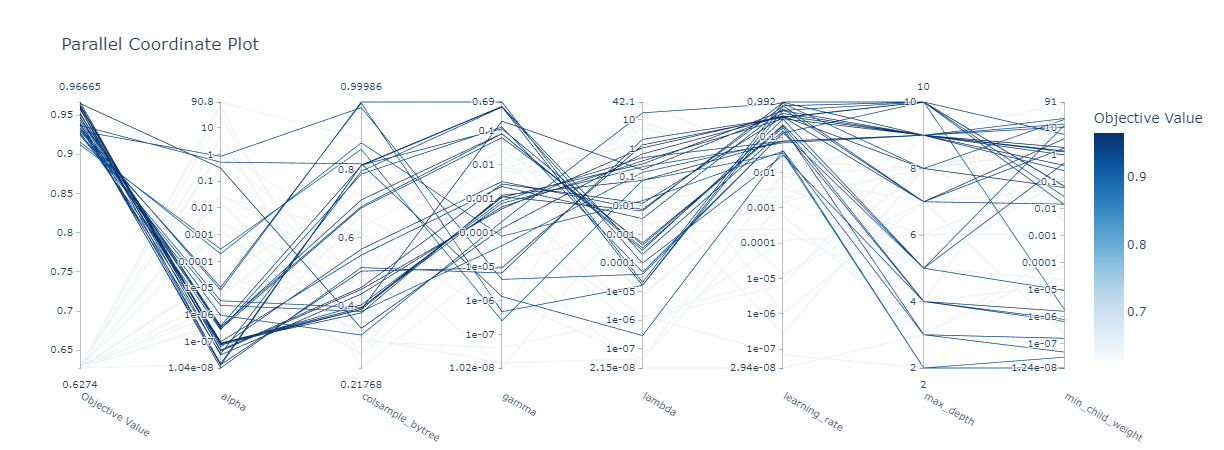 Parallel Coordinate Plot
0.96665
0.95
0.9
0.85
0.8
0.75
0.7
0.65
0.6274
Objective Value
90.8
10
1
0.1
0.01
0.001
0.0001
1e-05
1e-06
1e-07
1.04e-08
alpha
0.99986
0.8
0.6
0.4
0.21768
colsample_bytree
0.69
0.1
0.01
0.001
0.0001
1e-05
1e-06
1e-07
1.02e-08
gamma
42.1
10
1
0.1
0.01
0.001
0.0001
1e-05
1e-06
1e-07
2.15e-08
lambda
0.992
0.1
0.01
0.001
0.0001
1e-05
1e-06
1e-07
2.94e-08
learning_rate
10
10
8
6
4
2
2
max_depth
91
10
1
0.1
0.01
0.001
0.0001
1e-05
1e-06
1e-07
1.24e-08
min_child_weight
Objective Value
0.9
0.8
0.7